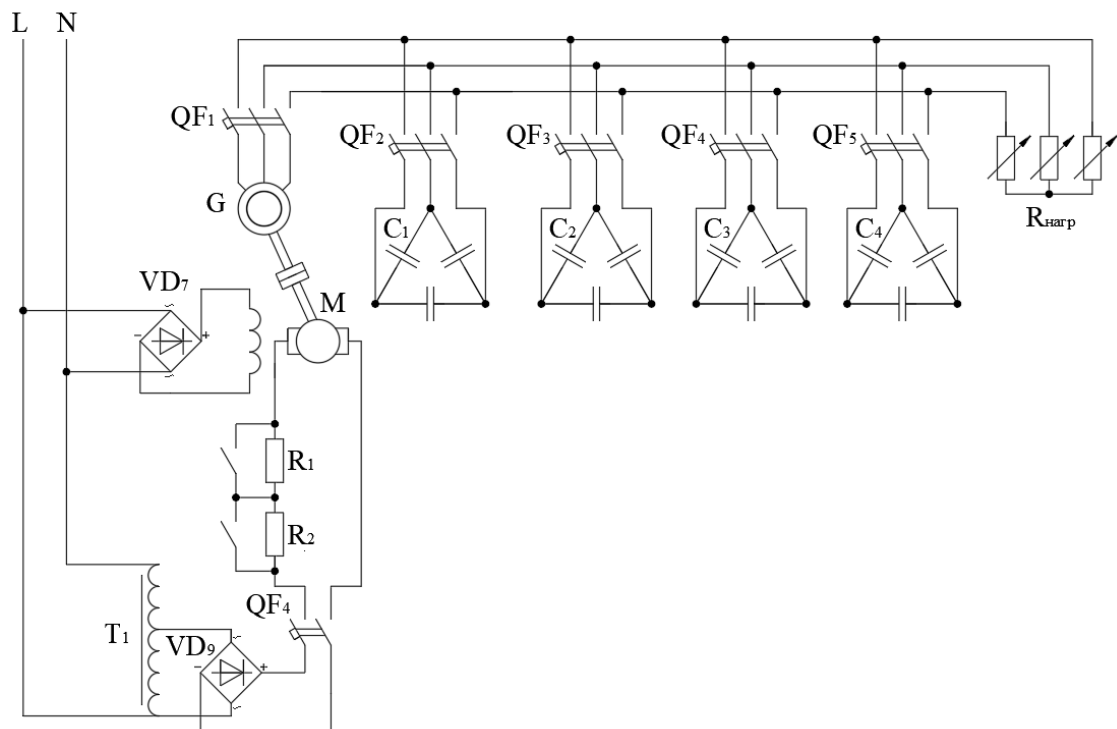 L N
QF1
QF2
QF3
QF4
QF5
G
C1
C2
C3
C4
Rнагр
VD7
~
-
+
~
M
R1
R2
QF4
T1
VD9
~
-
+
~